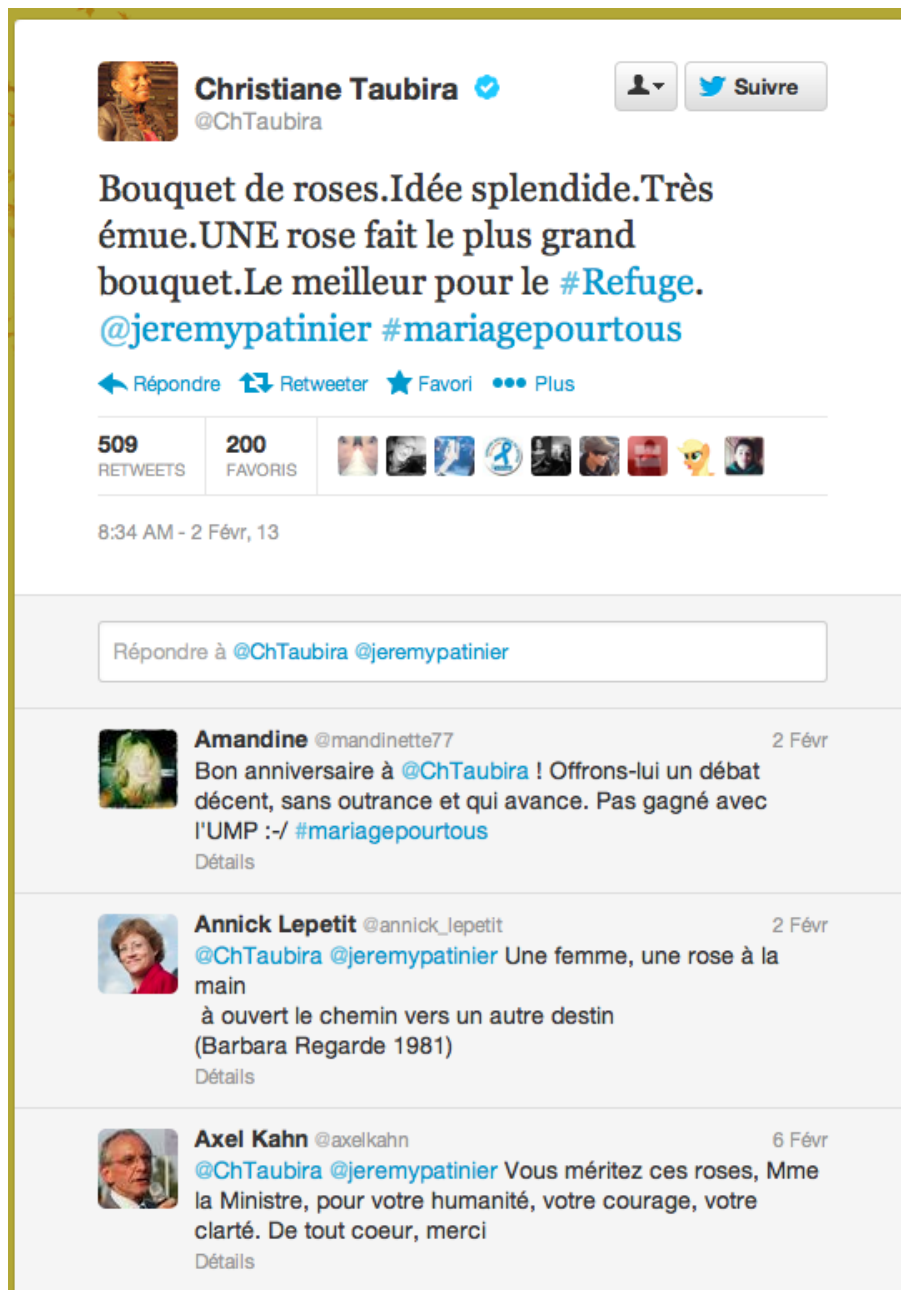 Christiane Taubira
Suivre
@ChTaubira
Bouquet de roses.Idée splendide.Très
émue.UNE rose fait le plus grand
bouquet.Le meilleur pour le #Refuge.
@jeremypatinier #mariagepourtous
Répondre Retweeter Favori Plus
509 200
RETWEETS FAVORIS
8:34 AM - 2 Févr, 13
Répondre à @ChTaubira @jeremypatinier
Amandine @mandinette77 2 Févr
Bon anniversaire à @ChTaubira ! Offrons-lui un débat
décent, sans outrance et qui avance. Pas gagné avec
l'UMP :-/ #mariagepourtous
Détails
Annick Lepetit @annick_lepetit 2 Févr
@ChTaubira @jeremypatinier Une femme, une rose à la
main
à ouvert le chemin vers un autre destin
(Barbara Regarde 1981)
Détails
Axel Kahn @axelkahn 6 Févr
@ChTaubira @jeremypatinier Vous méritez ces roses, Mme
la Ministre, pour votre humanité, votre courage, votre
clarté. De tout coeur, merci
Détails